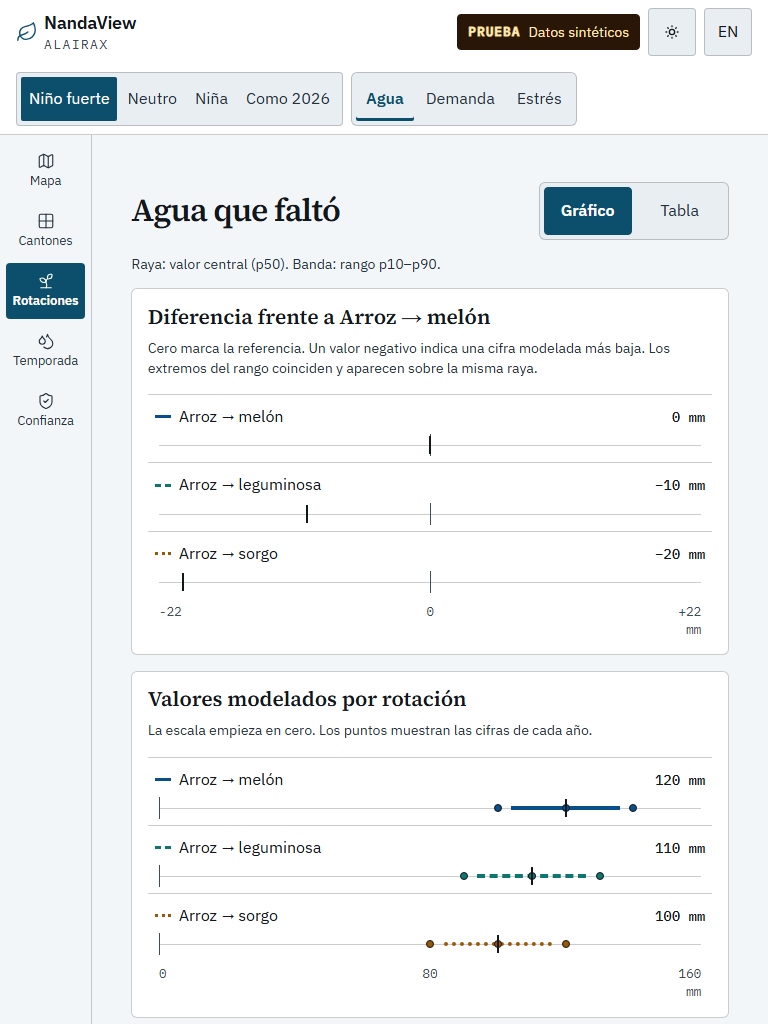 NandaView
ALAIRAX
PRUEBA Datos sintéticos
EN
Niño fuerte Neutro Niña Como 2026
Agua Demanda Estrés
Mapa
Cantones
Rotaciones
Temporada
Confianza
Agua que faltó
Gráfico Tabla
Raya: valor central (p50). Banda: rango p10–p90.
Diferencia frente a Arroz → melón
Cero marca la referencia. Un valor negativo indica una cifra modelada más baja. Los
extremos del rango coinciden y aparecen sobre la misma raya.
Arroz → melón 0 mm
Arroz → leguminosa −10 mm
Arroz → sorgo −20 mm
-22 0 +22
mm
Valores modelados por rotación
La escala empieza en cero. Los puntos muestran las cifras de cada año.
Arroz → melón 120 mm
Arroz → leguminosa 110 mm
Arroz → sorgo 100 mm
0 80 160
mm